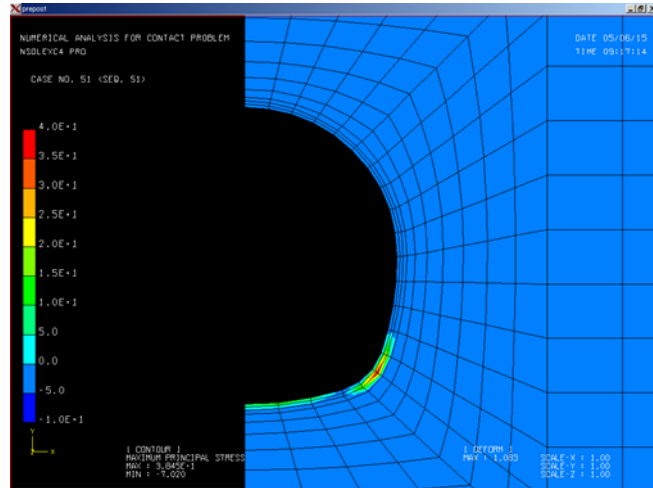 prepost
NUMERICAL ANALYSIS FOR CONTACT PROBLEM
NSOLEXC4 PRO
DATE 05/06/15
TIME 09:17:14
CASE NO. 51 (SEQ. 51)
4.0E+1
3.5E+1
3.0E+1
2.5E+1
2.0E+1
1.5E+1
1.0E+1
5.0
0.0
-5.0
-1.0E+1
Y
Z X
[ CONTOUR ]
MAXIMUM PRINCIPAL STRESS
MAX : 3.845E+1
MIN : -7.020
[ DEFORM ]
MAX : 1.083
SCALE-X : 1.00
SCALE-Y : 1.00
SCALE-Z : 1.00